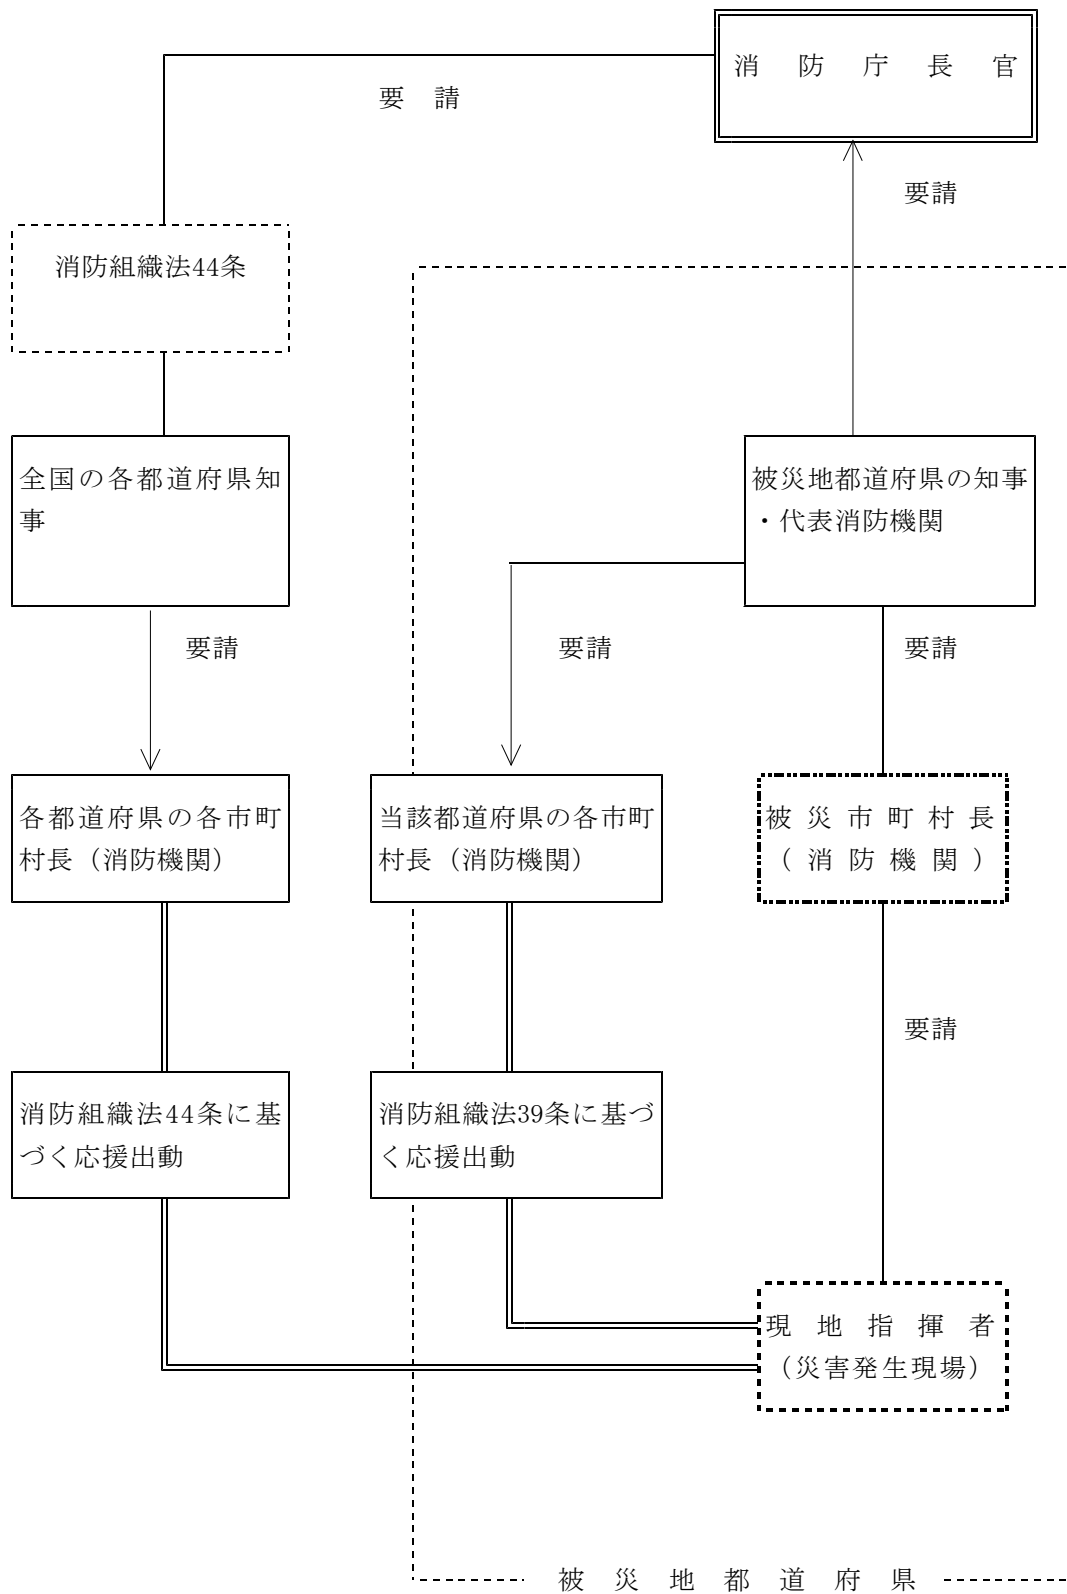 消防庁長官
要請
要請
消防組織法44条
全国の各都道府県知
事
被災地都道府県の知事
・代表消防機関
要請
要請
要請
各都道府県の各市町
村長（消防機関）
当該都道府県の各市町
村長（消防機関）
被災市町村長
（消防機関）
要請
消防組織法44条に基
づく応援出動
消防組織法39条に基づ
く応援出動
現地指揮者
（災害発生現場）
被災地都道府県